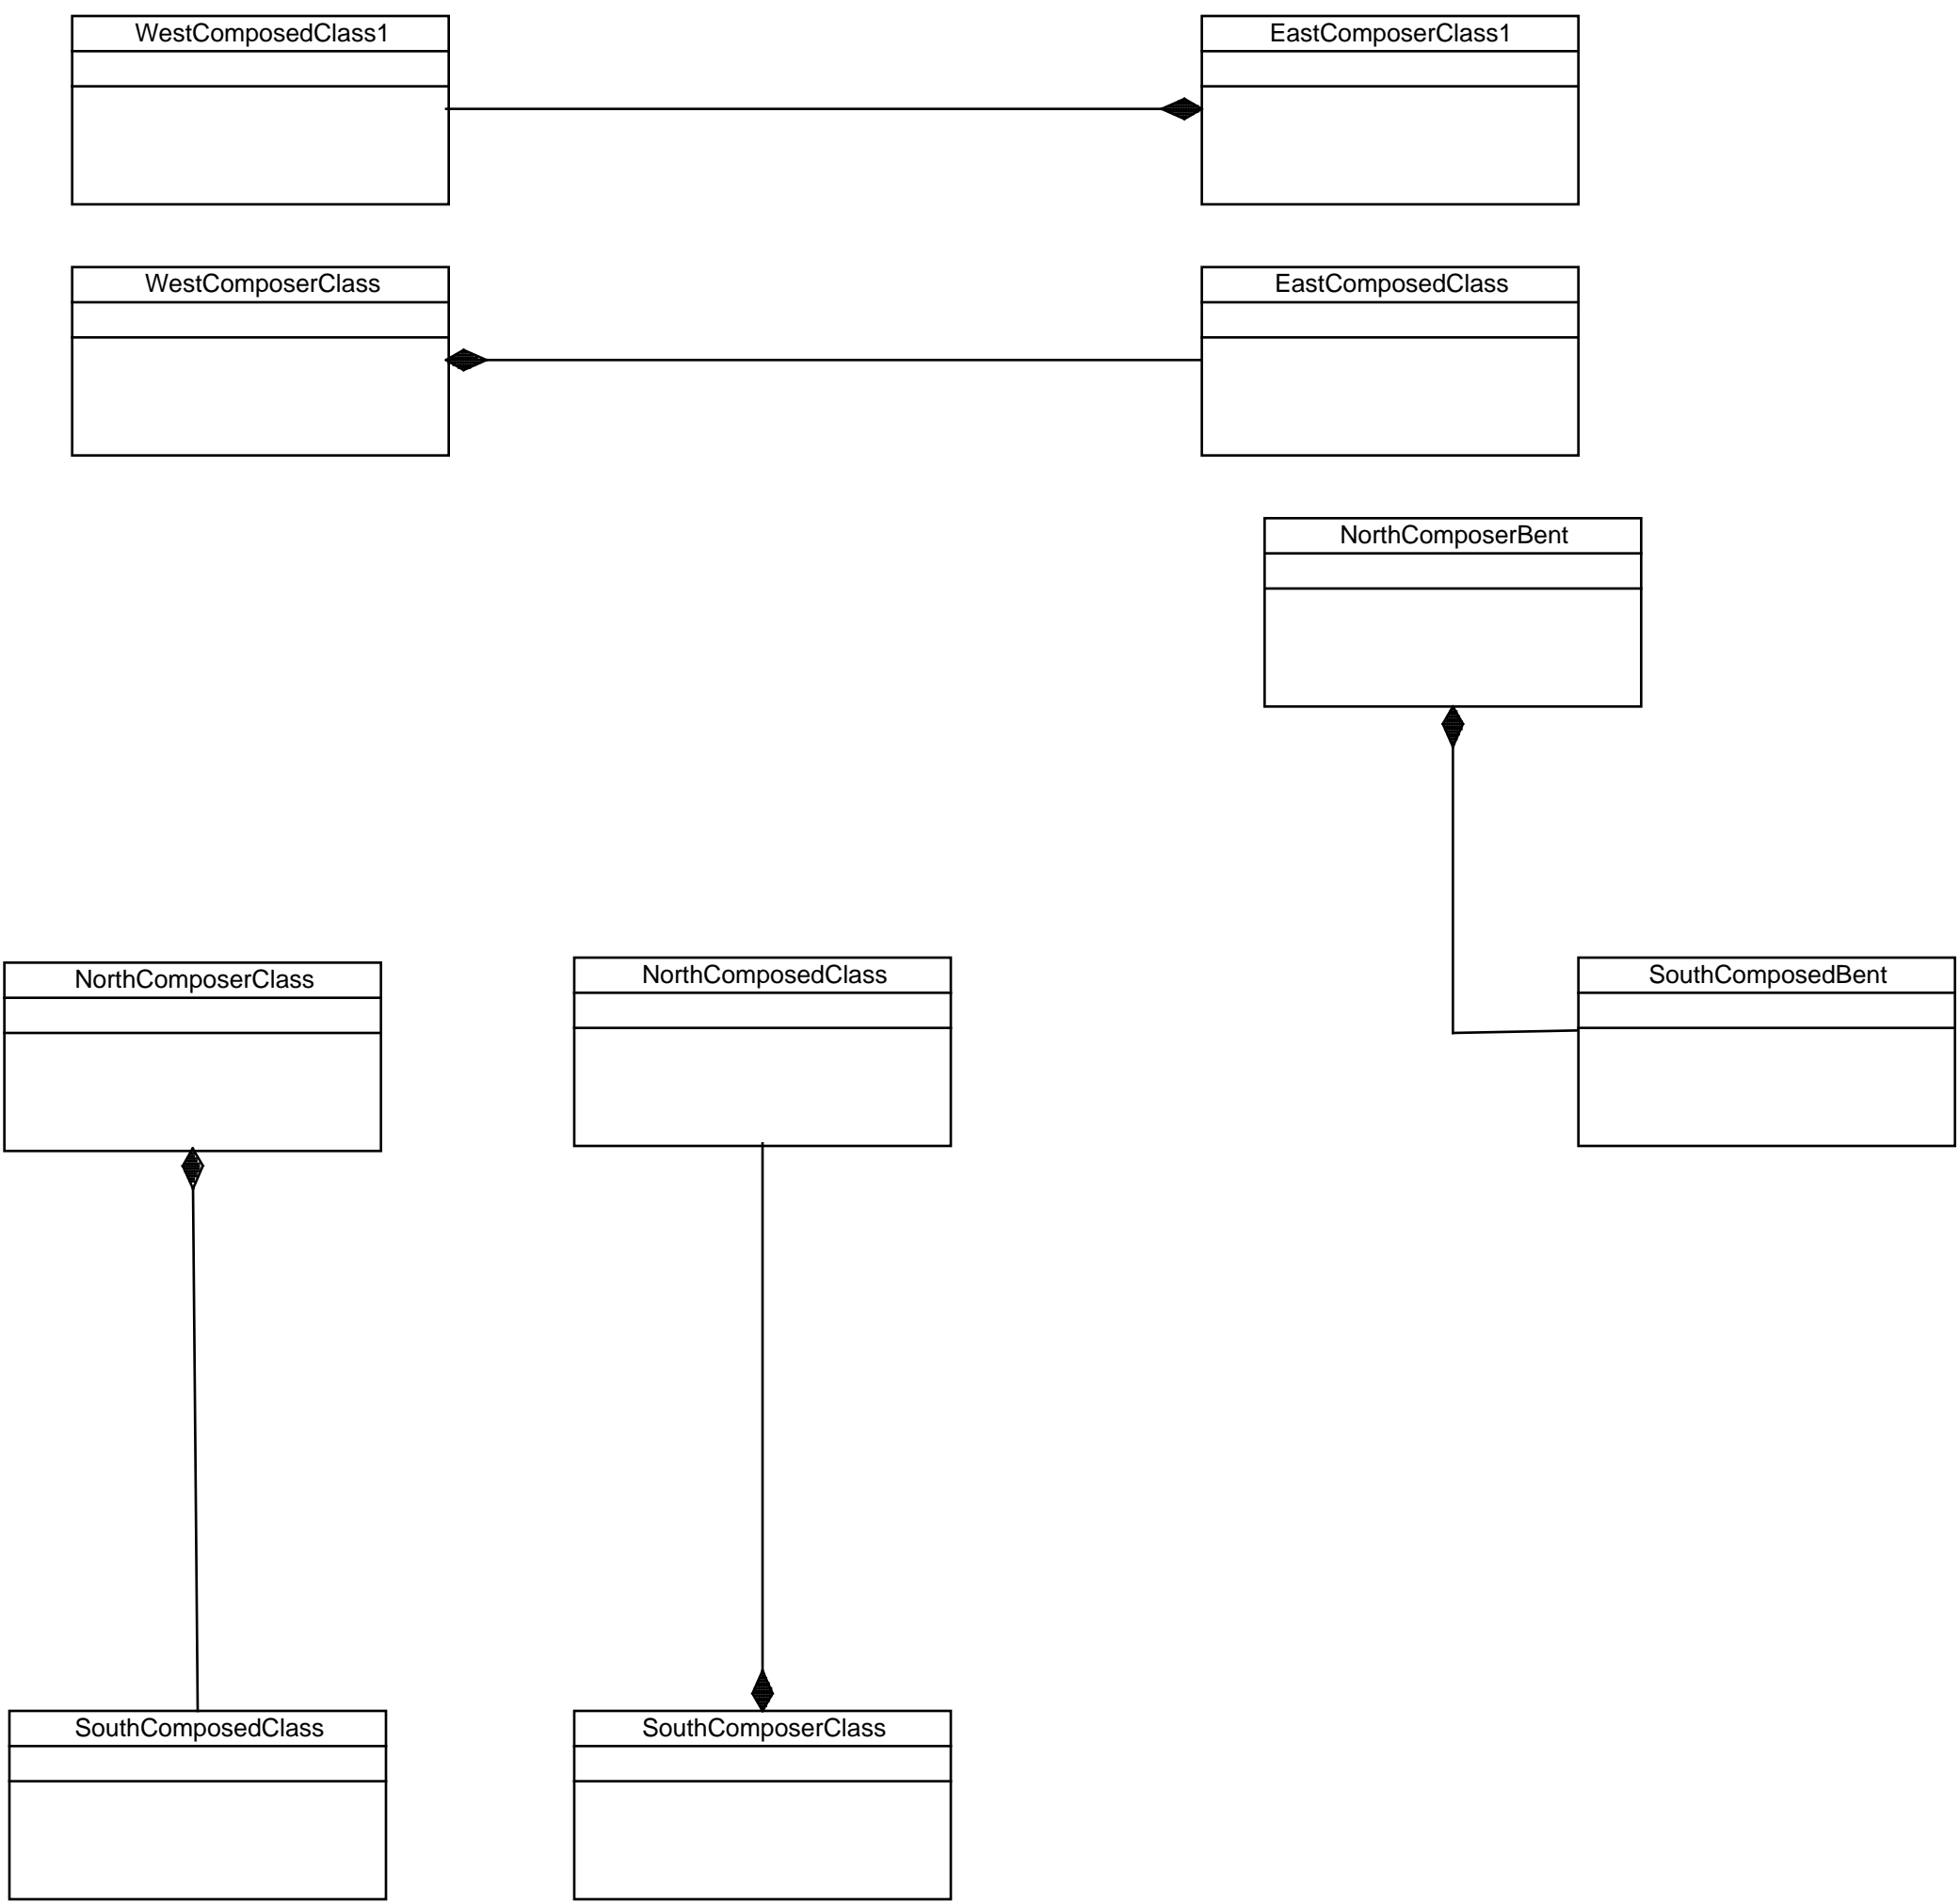 WestComposedClass1
EastComposerClass1
WestComposerClass
EastComposedClass
NorthComposerBent
NorthComposerClass
NorthComposedClass
SouthComposedBent
SouthComposedClass
SouthComposerClass